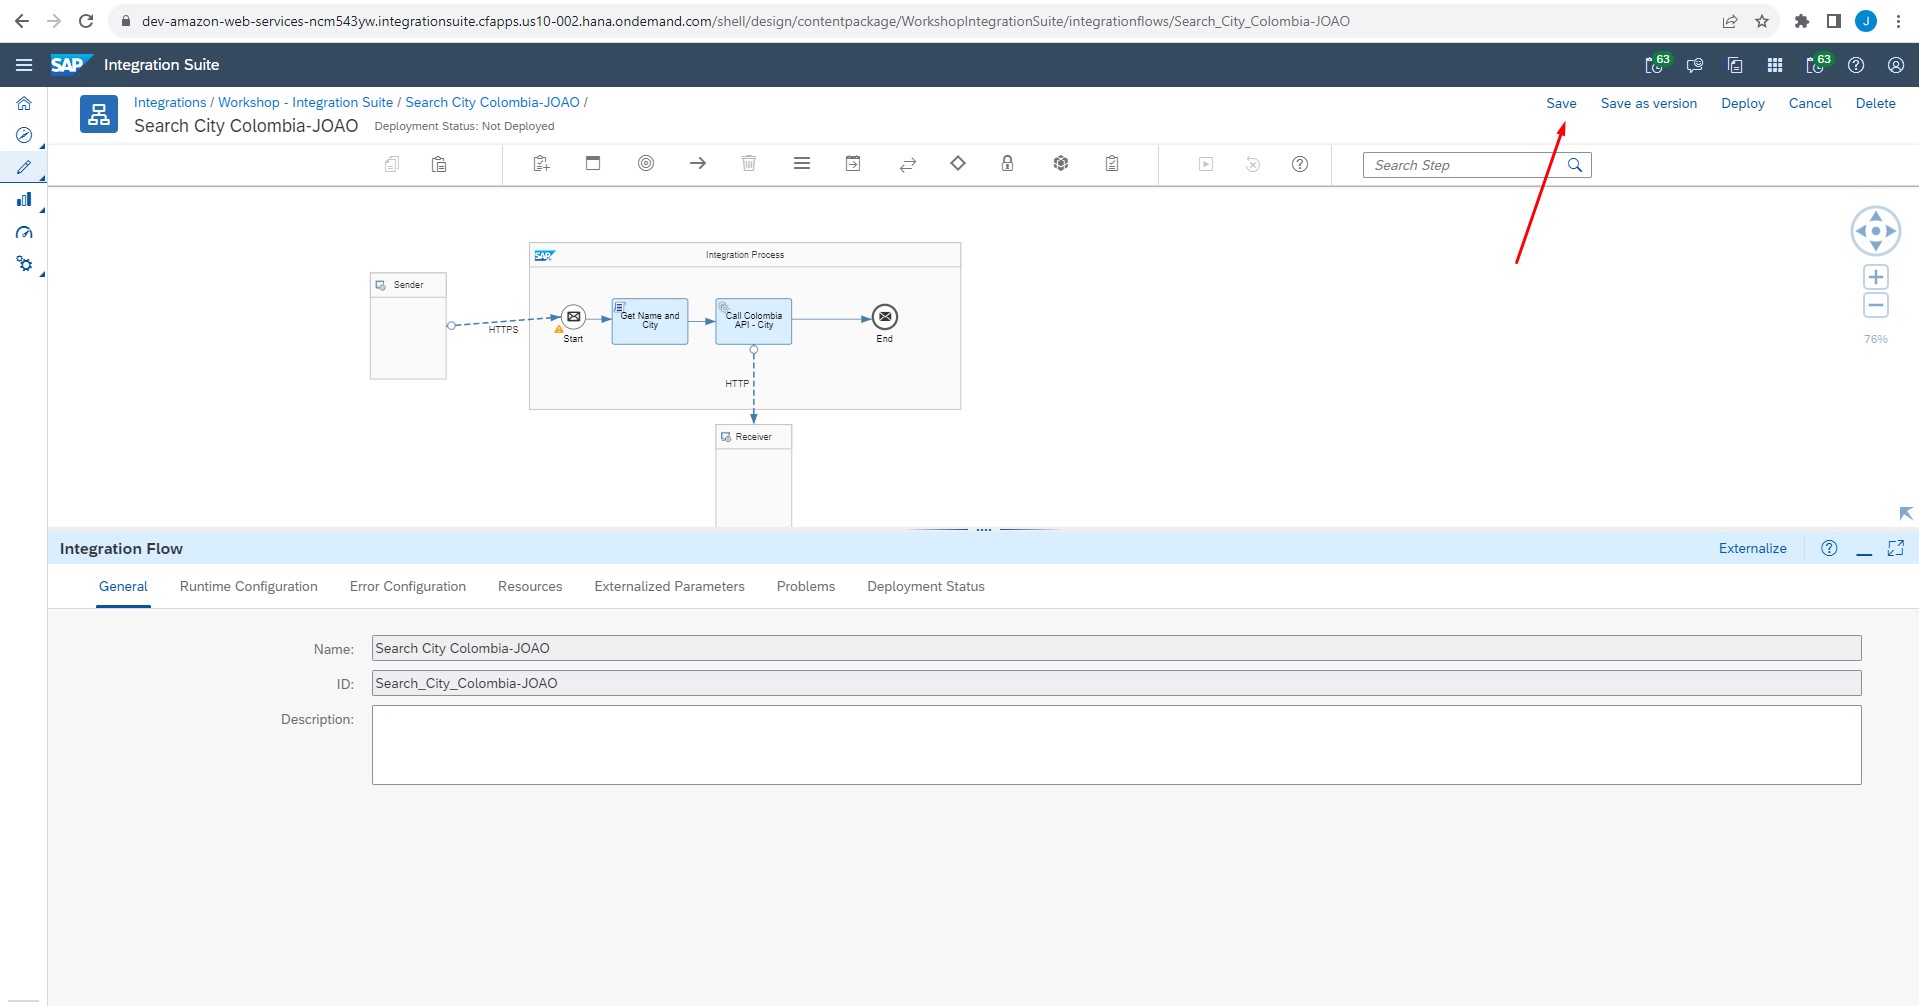 dev-amazon-web-services-ncm543yw.integrationsuite.cfapps.us10-002.hana.ondemand.com/shell/design/contentpackage/WorkshopIntegrationSuite/integrationflows/Search_City_Colombia-JOAO
J
SAP Integration Suite
63
63
Integrations / Workshop - Integration Suite / Search City Colombia-JOAO /
Search City Colombia-JOAO Deployment Status: Not Deployed
Save Save as version Deploy Cancel Delete
Search Step
SAP Integration Process
Sender
HTTPS
Start
Get Name and
City
Call Colombia
API - City
End
HTTP
Receiver
76%
Integration Flow
Externalize
General Runtime Configuration Error Configuration Resources Externalized Parameters Problems Deployment Status
Name: Search City Colombia-JOAO
ID: Search_City_Colombia-JOAO
Description: